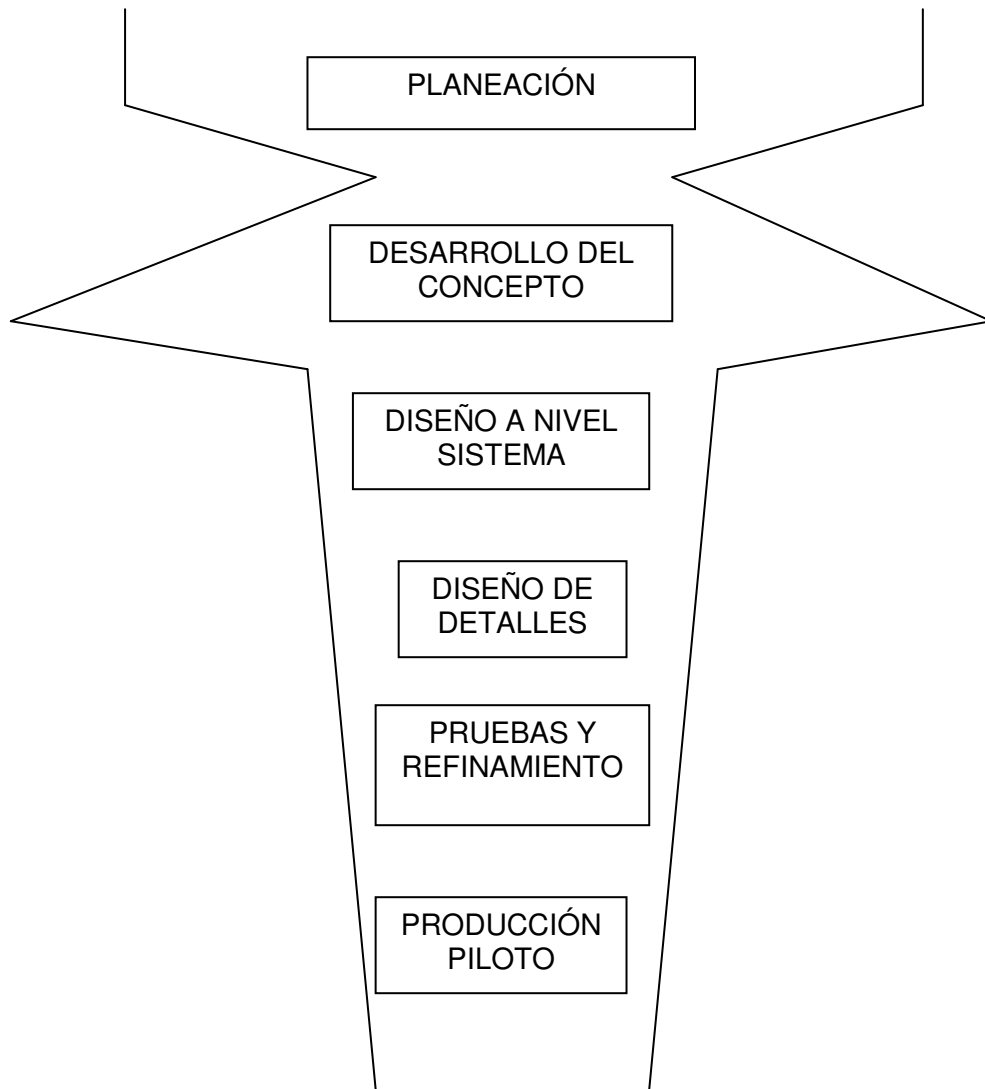 PLANEACIÓN
DESARROLLO DEL
CONCEPTO
DISEÑO A NIVEL
SISTEMA
DISEÑO DE
DETALLES
PRUEBAS Y
REFINAMIENTO
PRODUCCIÓN
PILOTO